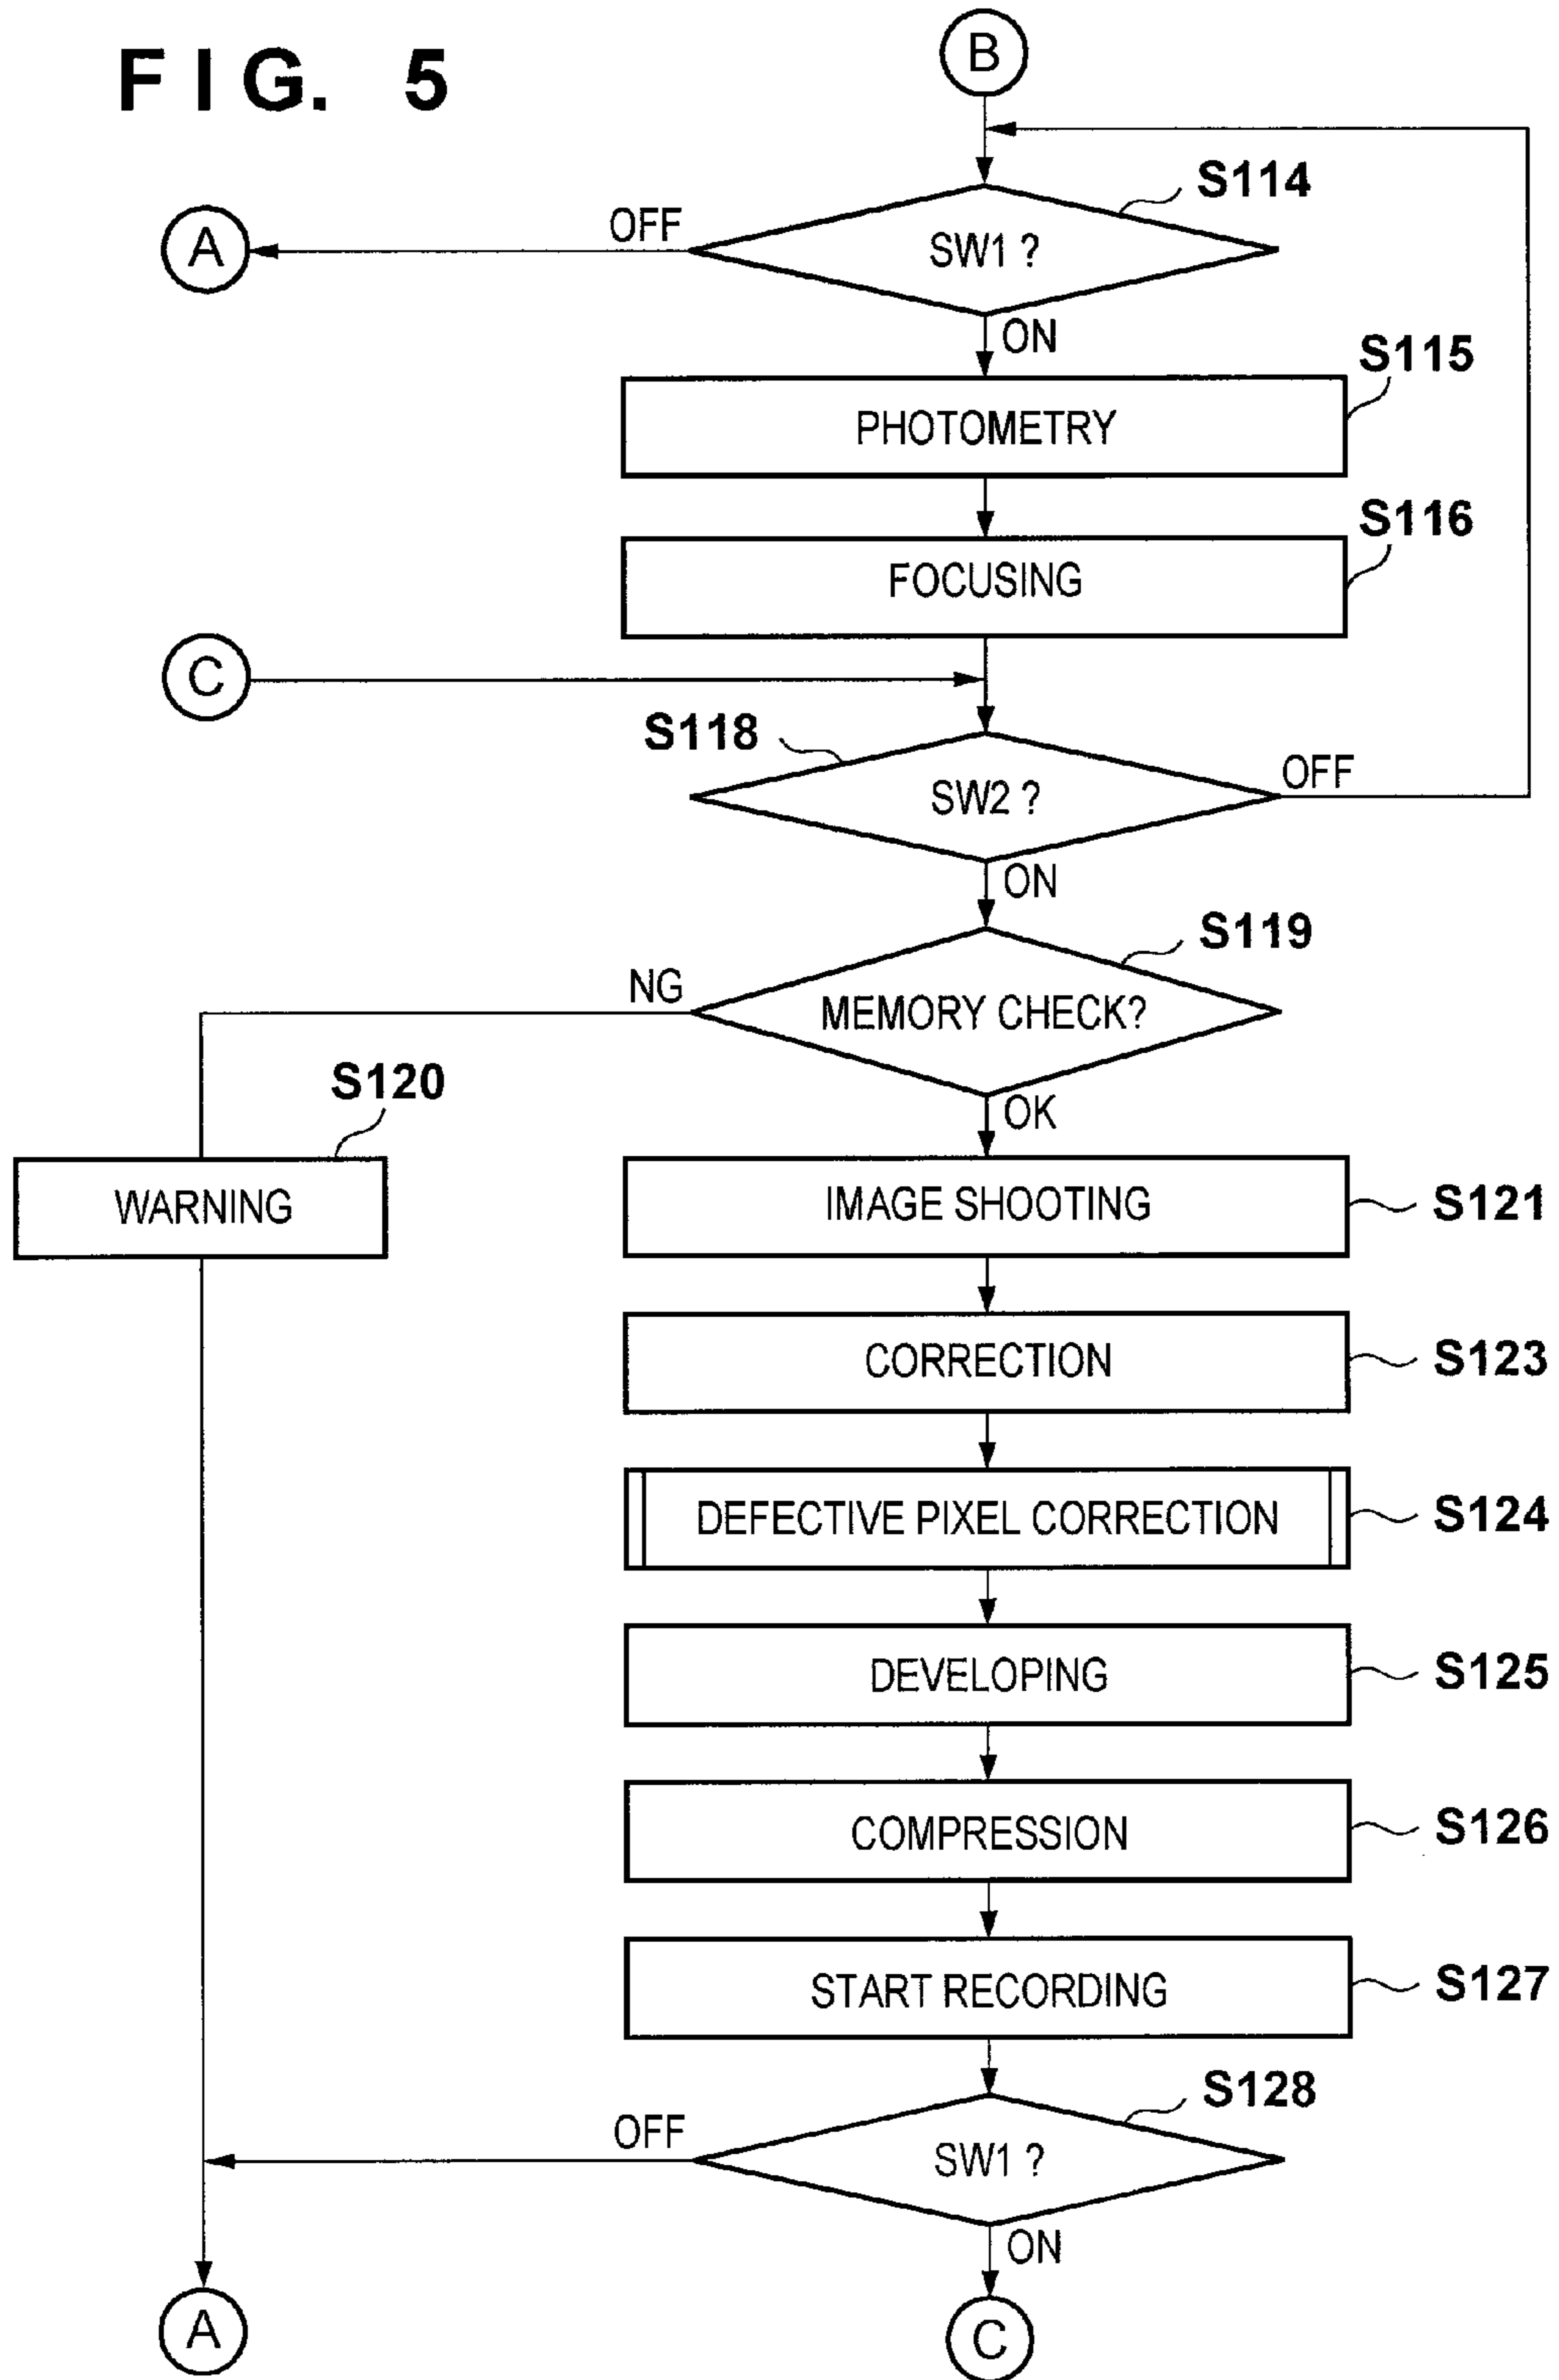 FIG. 5
B
S114
OFF
A
SW1 ?
ON
S115
PHOTOMETRY
S116
FOCUSING
C
S118
SW2 ?
OFF
ON
S119
NG
MEMORY CHECK?
S120
OK
WARNING
IMAGE SHOOTING
S121
CORRECTION
S123
DEFECTIVE PIXEL CORRECTION
S124
DEVELOPING
S125
COMPRESSION
S126
START RECORDING
S127
S128
OFF
SW1 ?
ON
A
C